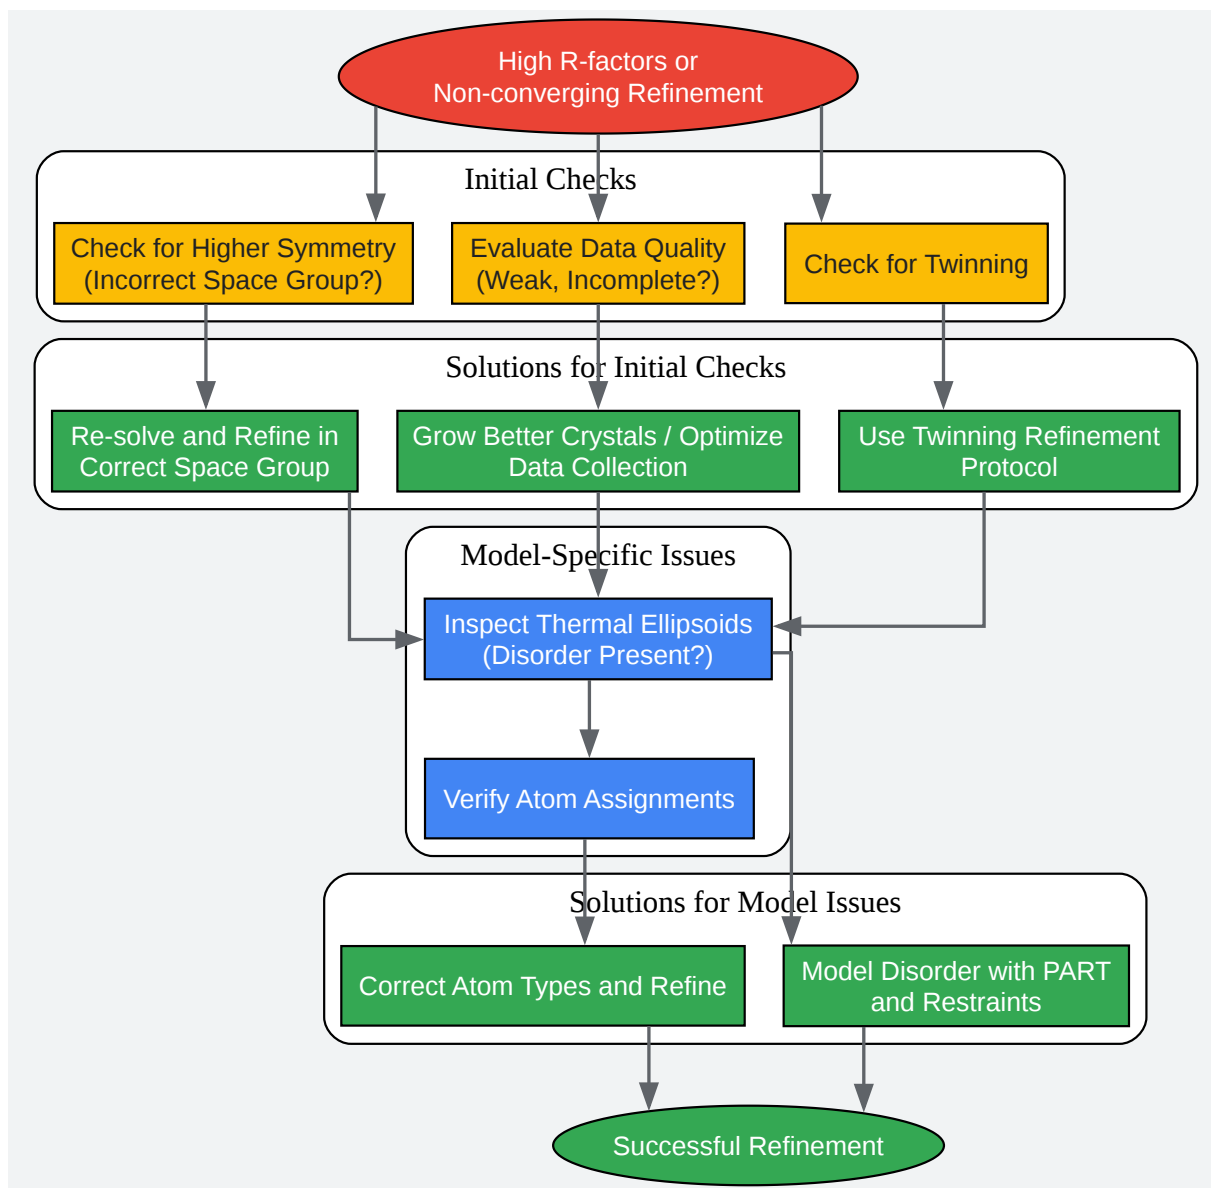 High R-factors or
Non-converging Refinement
Initial Checks
Check for Higher Symmetry
(Incorrect Space Group?)
Evaluate Data Quality
(Weak, Incomplete?)
Check for Twinning
Solutions for Initial Checks
Re-solve and Refine in
Correct Space Group
Grow Better Crystals / Optimize
Data Collection
Use Twinning Refinement
Protocol
Model-Specific Issues
Inspect Thermal Ellipsoids
(Disorder Present?)
Verify Atom Assignments
Solutions for Model Issues
Correct Atom Types and Refine
Model Disorder with PART
and Restraints
Successful Refinement